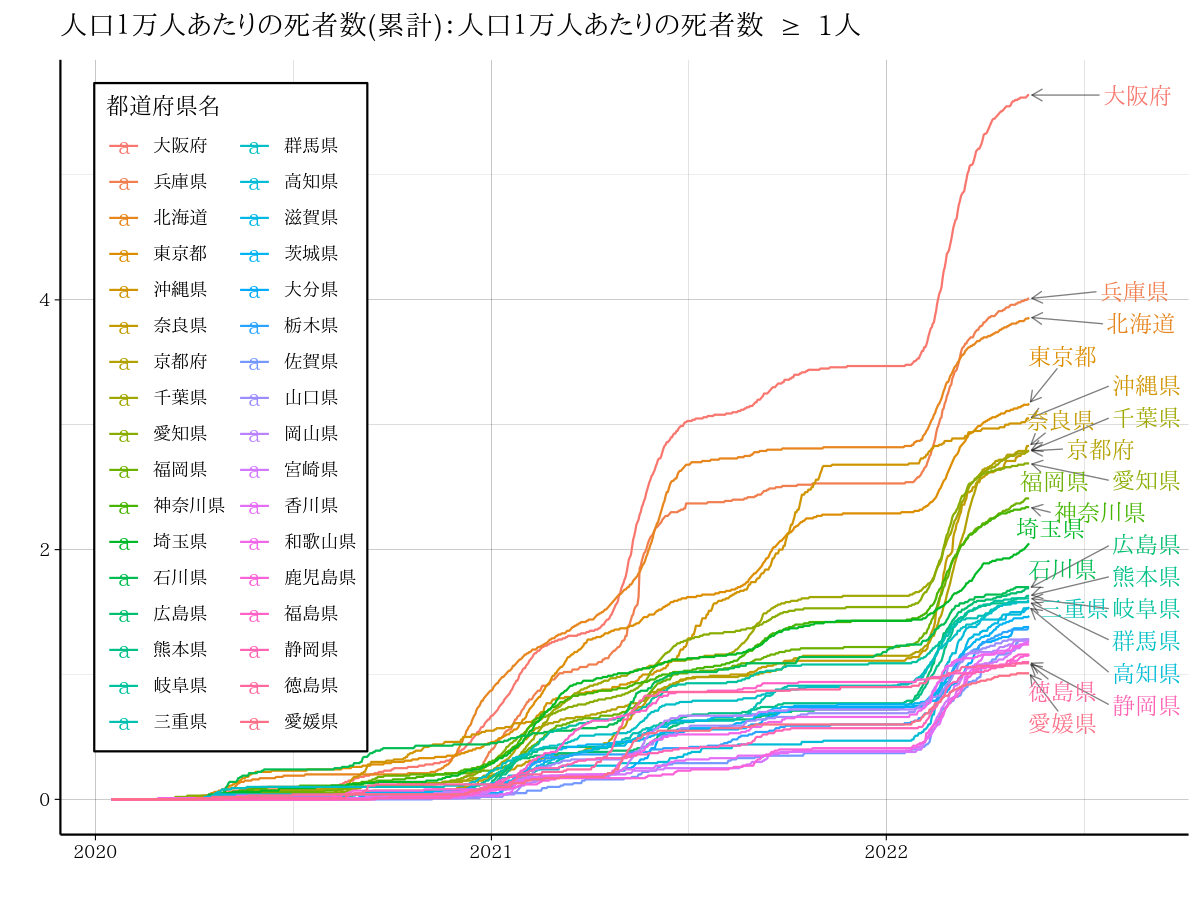 人口1万人あたりの死者数(累計):人口1万人あたりの死者数 ≥ 1人
都道府県名
a 大阪府
a 兵庫県
a 北海道
a 東京都
a 沖縄県
a 奈良県
a 京都府
a 千葉県
a 愛知県
a 福岡県
a 神奈川県
a 埼玉県
a 石川県
a 広島県
a 熊本県
a 岐阜県
a 三重県
a 群馬県
a 高知県
a 滋賀県
a 茨城県
a 大分県
a 栃木県
a 佐賀県
a 山口県
a 岡山県
a 宮崎県
a 香川県
a 和歌山県
a 鹿児島県
a 福島県
a 静岡県
a 徳島県
a 愛媛県
大阪府
兵庫県
北海道
東京都
沖縄県
奈良県
千葉県
京都府
福岡県
愛知県
神奈川県
埼玉県
広島県
石川県
熊本県
三重県
岐阜県
群馬県
高知県
徳島県
静岡県
愛媛県
4
2
0
2020
2021
2022